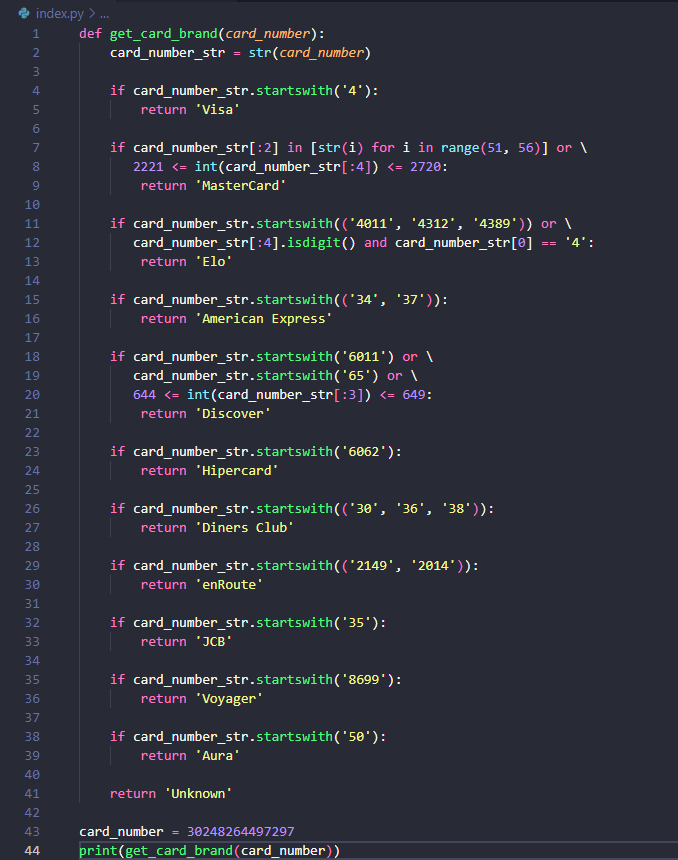 index.py > ...
1 def get_card_brand(card_number):
2 card_number_str = str(card_number)
3
4 if card_number_str.startswith('4'):
5 return 'Visa'
6
7 if card_number_str[:2] in [str(i) for i in range(51, 56)] or \
8 2221 <= int(card_number_str[:4]) <= 2720:
9 return 'MasterCard'
10
11 if card_number_str.startswith(('4011', '4312', '4389')) or \
12 card_number_str[:4].isdigit() and card_number_str[0] == '4':
13 return 'Elo'
14
15 if card_number_str.startswith(('34', '37')):
16 return 'American Express'
17
18 if card_number_str.startswith('6011') or \
19 card_number_str.startswith('65') or \
20 644 <= int(card_number_str[:3]) <= 649:
21 return 'Discover'
22
23 if card_number_str.startswith('6062'):
24 return 'Hipercard'
25
26 if card_number_str.startswith(('30', '36', '38')):
27 return 'Diners Club'
28
29 if card_number_str.startswith(('2149', '2014')):
30 return 'enRoute'
31
32 if card_number_str.startswith('35'):
33 return 'JCB'
34
35 if card_number_str.startswith('8699'):
36 return 'Voyager'
37
38 if card_number_str.startswith('50'):
39 return 'Aura'
40
41 return 'Unknown'
42
43 card_number = 30248264497297
44 print(get_card_brand(card_number))